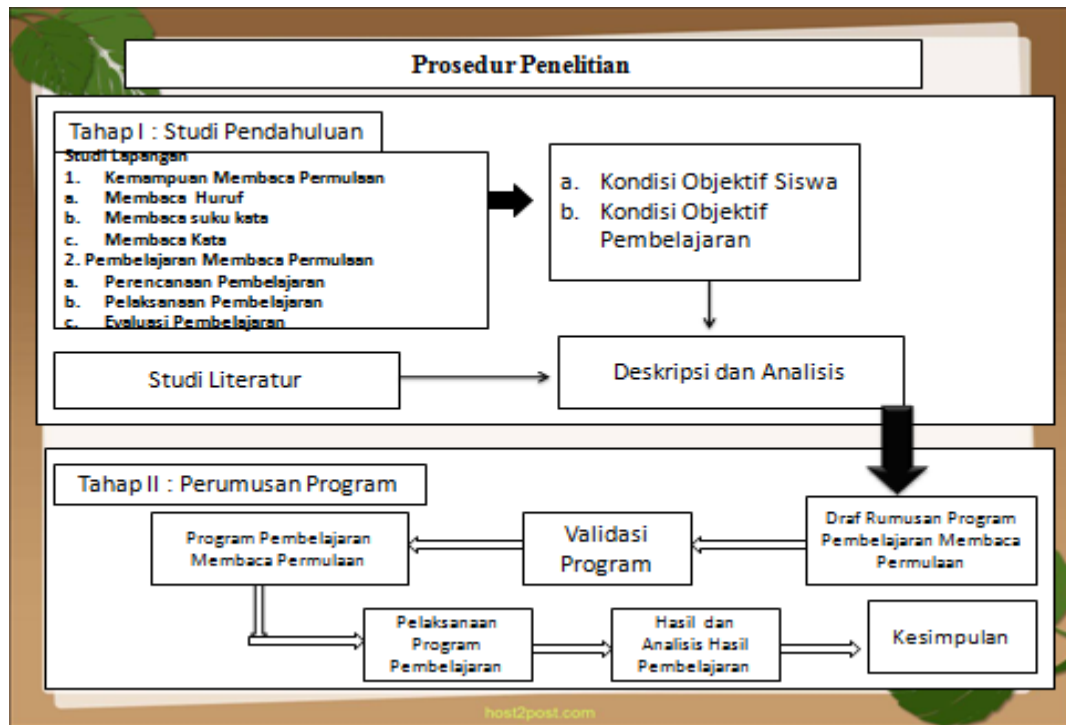 Prosedur Penelitian
Tahap I : Studi Pendahuluan
Studi Lapangan
1. Kemampuan Membaca Permulaan
a. Membaca Huruf
b. Membaca suku kata
c. Membaca Kata
2. Pembelajaran Membaca Permulaan
a. Perencanaan Pembelajaran
b. Pelaksanaan Pembelajaran
c. Evaluasi Pembelajaran
a. Kondisi Objektif Siswa
b. Kondisi Objektif
Pembelajaran
Studi Literatur
Deskripsi dan Analisis
Tahap II : Perumusan Program
Draf Rumusan Program
Pembelajaran Membaca
Permulaan
Validasi
Program
Program Pembelajaran
Membaca Permulaan
Pelaksanaan
Program
Pembelajaran
Hasil dan
Analisis Hasil
Pembelajaran
Kesimpulan
host2post.com